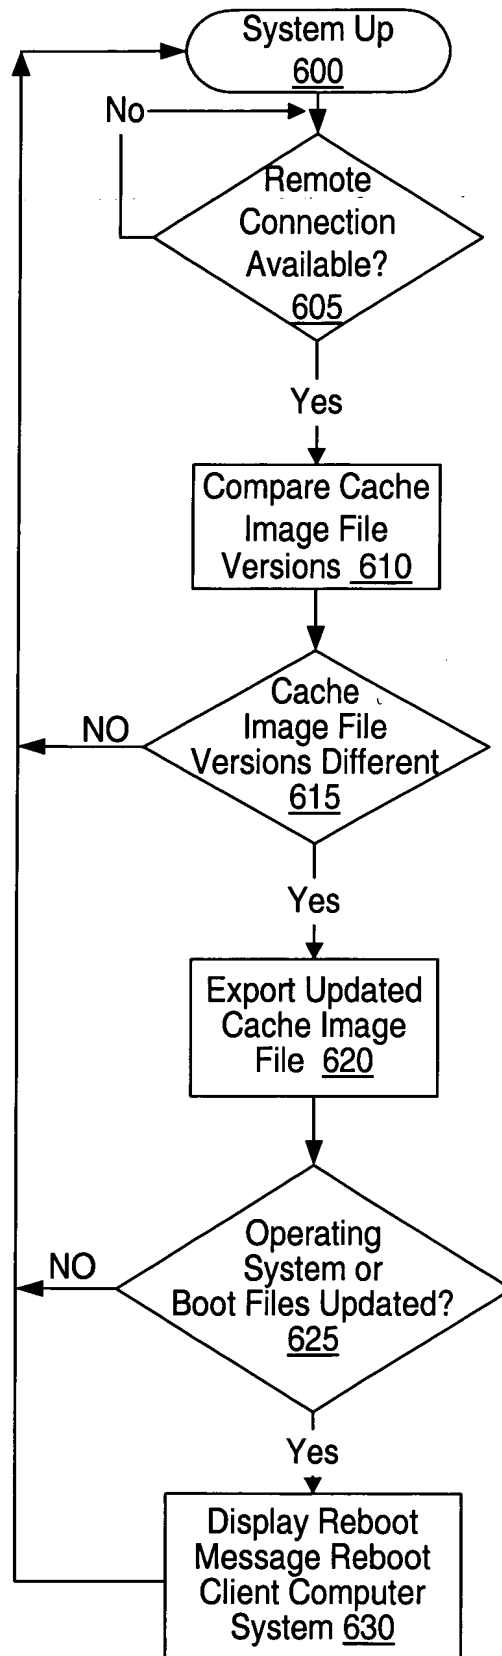 System Up
600
No
Remote
Connection
Available?
605
Yes
Compare Cache
Image File
Versions 610
Cache
Image File
Versions Different
615
NO
Yes
Export Updated
Cache Image
File 620
Operating
System or
Boot Files Updated?
625
NO
Yes
Display Reboot
Message Reboot
Client Computer
System 630